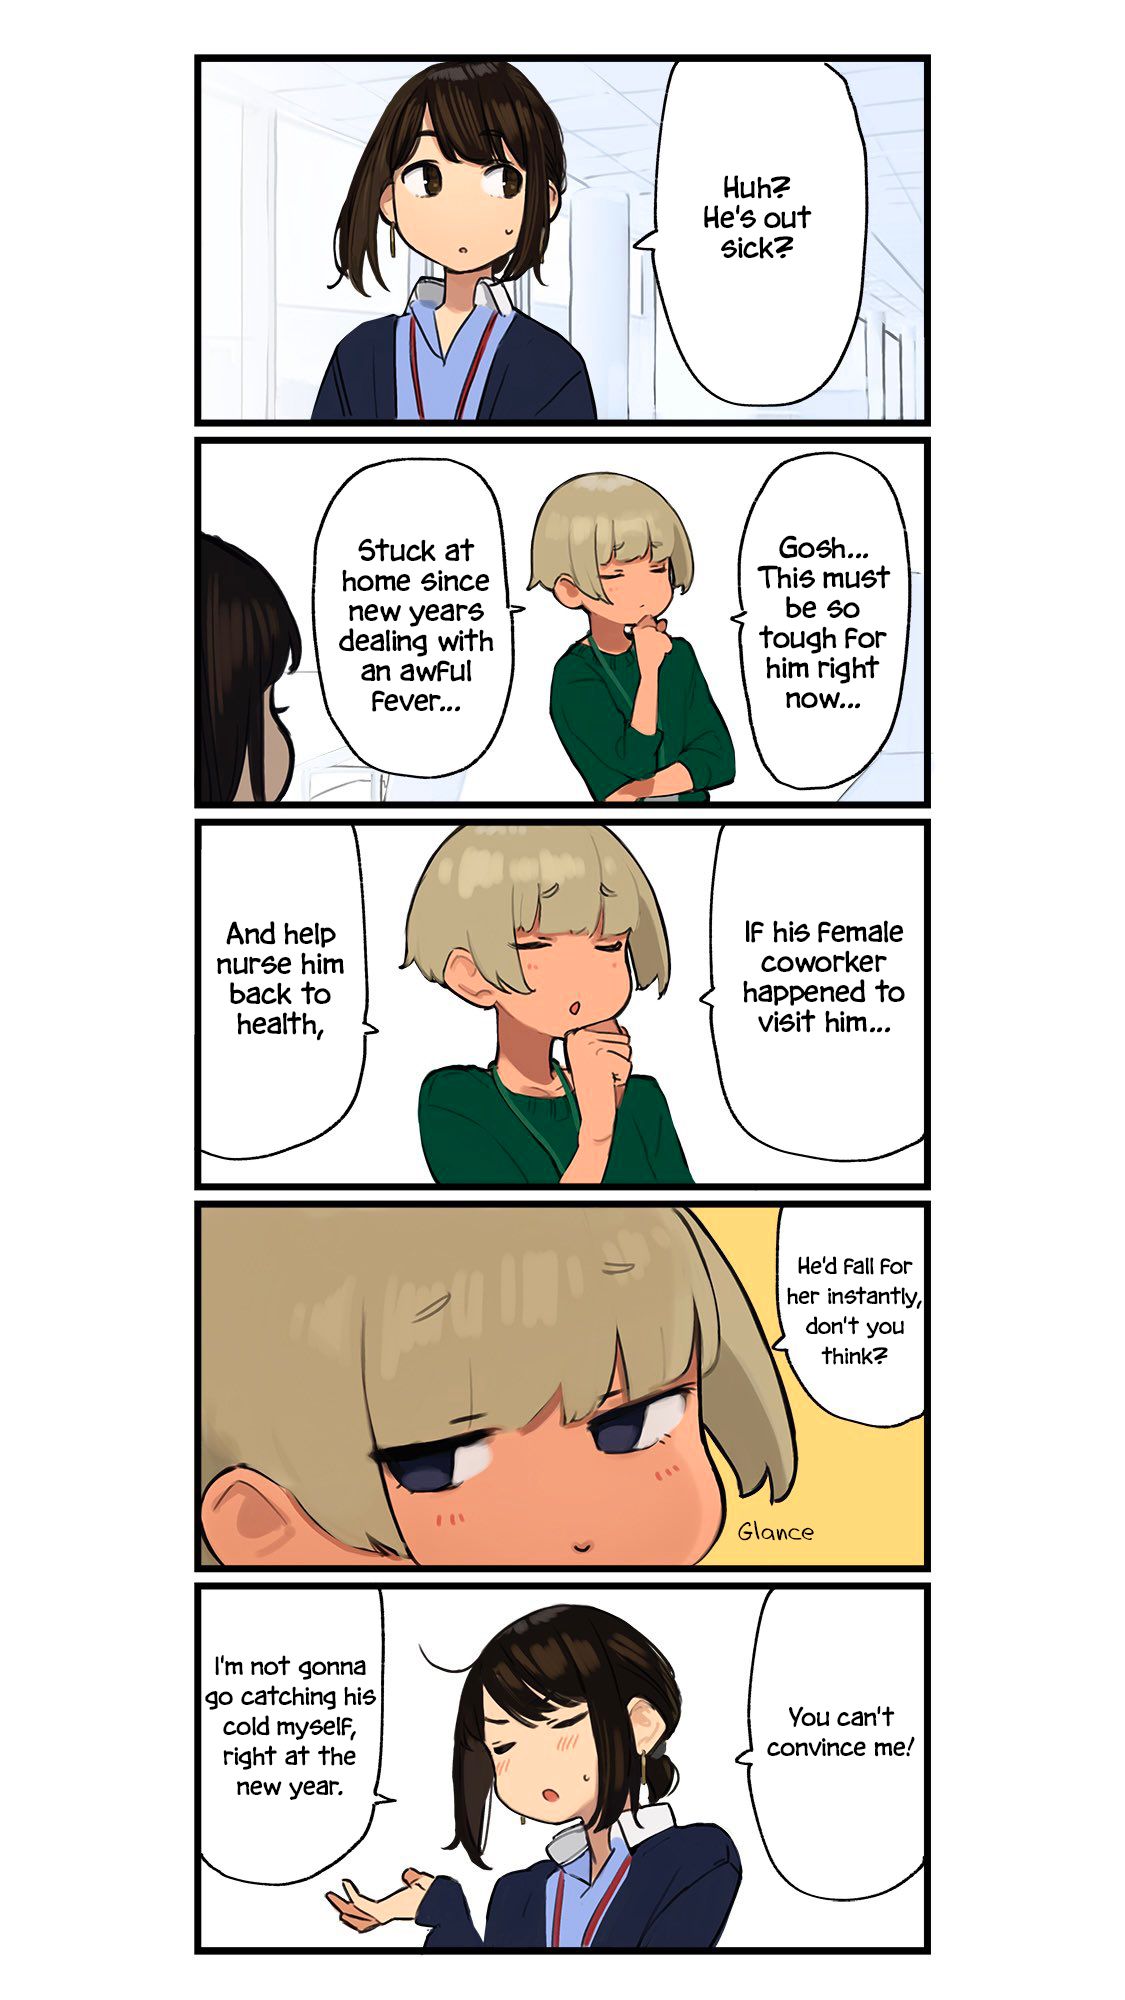 Huh?
He's out
sick?
Gosh...
This must
be so
tough for
him right
now...
Stuck at
home since
new years
dealing with
an awful
fever...
If his female
coworker
happened to
visit him...
And help
nurse him
back to
health,
He'd fall for
her instantly,
don't you
think?
Glance
You can't
convince me!
I'm not gonna
go catching his
cold myself,
right at the
new year.